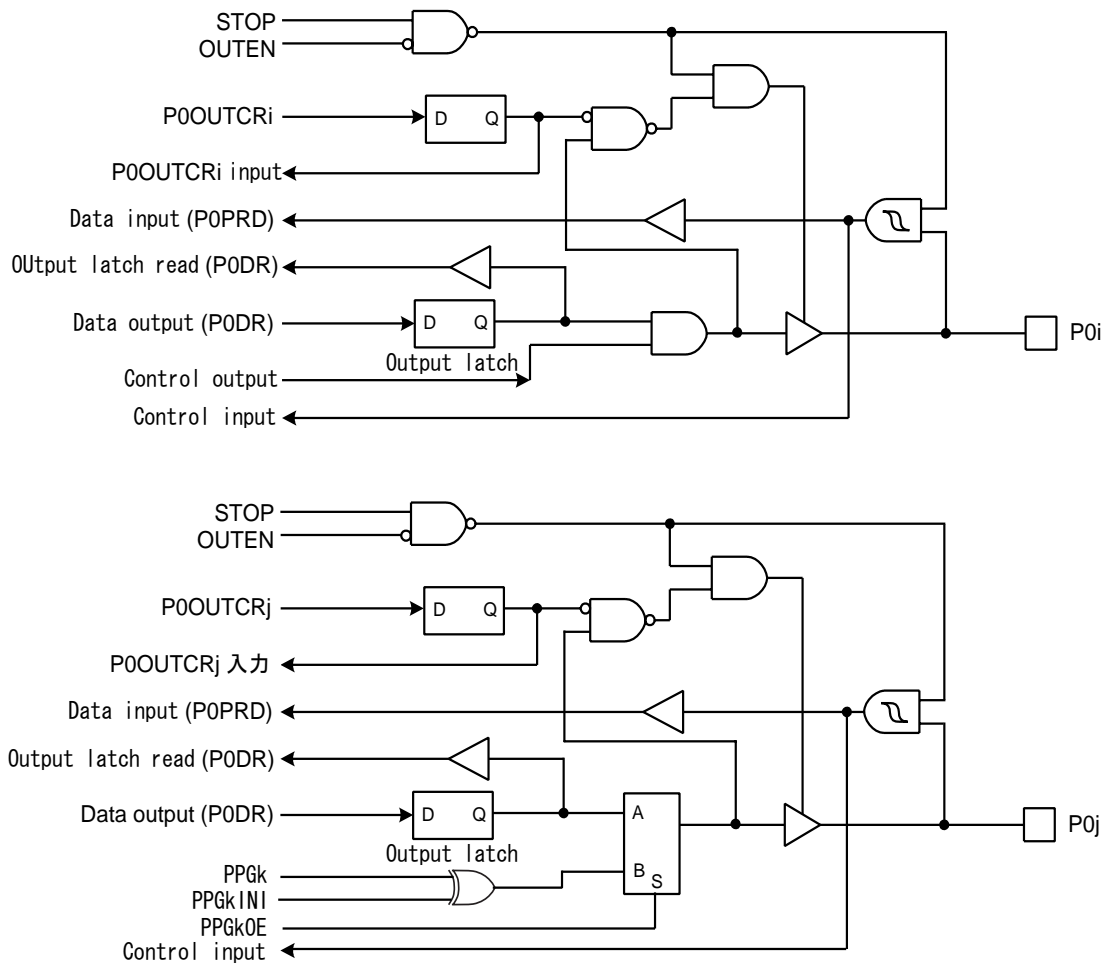 STOP
OUTEN
P0OUTCRi
D Q
P0OUTCRi input
Data input (P0PRD)
OUtput latch read (P0DR)
Data output (P0DR)
D Q
Output latch
Control output
Control input
P0i
STOP
OUTEN
P0OUTCRj
D Q
P0OUTCRj 入力
Data input (P0PRD)
Output latch read (P0DR)
Data output (P0DR)
D Q
Output latch
A
B
S
PPGk
PPGkINI
PPGkOE
Control input
P0j